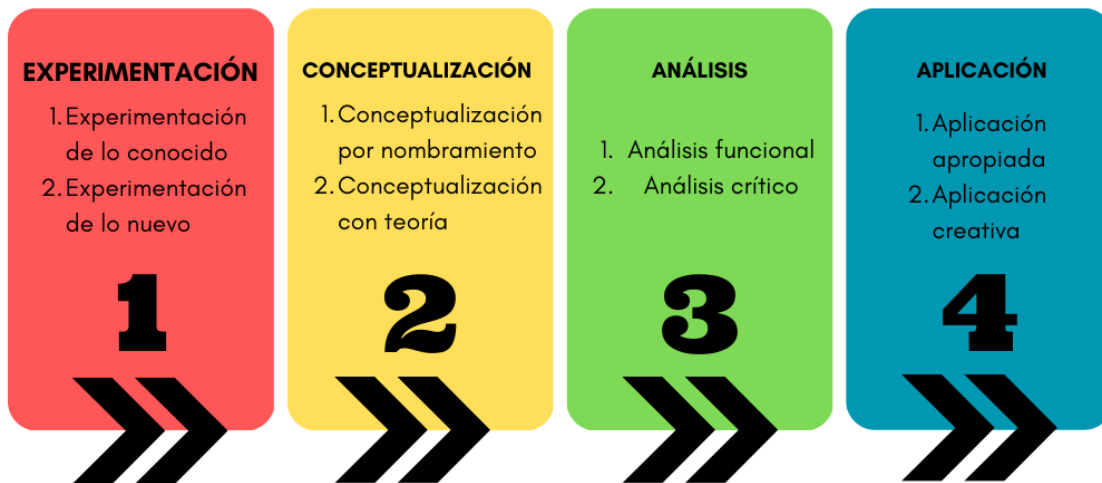 EXPERIMENTACIÓN
1. Experimentación
de lo conocido
2. Experimentación
de lo nuevo
1
CONCEPTUALIZACIÓN
1. Conceptualización
por nombramiento
2. Conceptualización
con teoría
2
ANÁLISIS
1. Análisis funcional
2. Análisis crítico
3
APLICACIÓN
1. Aplicación
apropiada
2. Aplicación
creativa
4